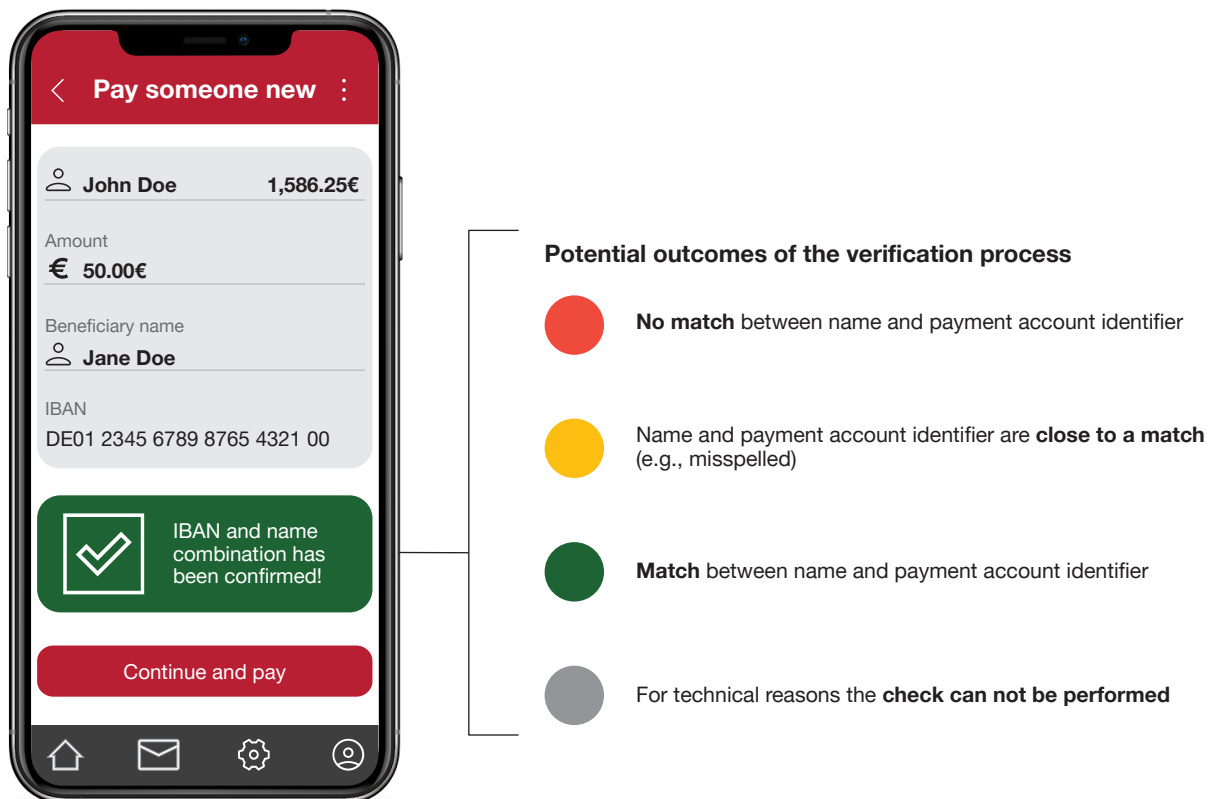 Pay someone new
John Doe 1,586.25€
Amount
€ 50.00€
Beneficiary name
Jane Doe
IBAN
DE01 2345 6789 8765 4321 00
IBAN and name
combination has
been confirmed!
Continue and pay
Potential outcomes of the verification process
No match between name and payment account identifier
Name and payment account identifier are close to a match
(e.g., misspelled)
Match between name and payment account identifier
For technical reasons the check can not be performed